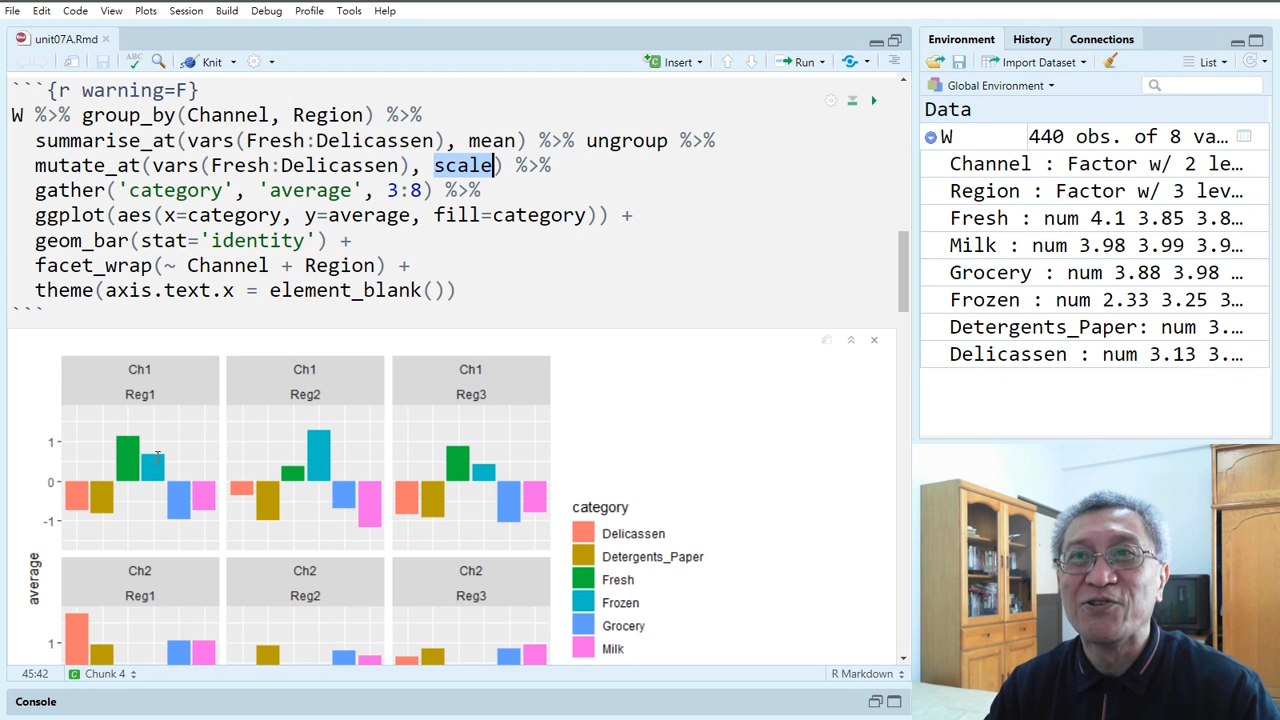 File Edit View Plots Session Build Debug Profile Tools Help
unit07A.Rmd
ABC Knit Insert Run
```{r warning=F}
W %>% group_by(Channel, Region) %>%
summarise_at(vars(Fresh:Delicassen), mean) %>% ungroup %>%
mutate_at(vars(Fresh:Delicassen), scale) %>%
gather('category', 'average', 3:8) %>%
ggplot(aes(x=category, y=average, fill=category)) +
geom_bar(stat='identity') +
facet_wrap(~ Channel + Region) +
theme(axis.text.x = element_blank())
```
Ch1 Ch1 Ch1
Reg1 Reg2 Reg3
1
0
-1
average
Ch2 Ch2 Ch2
Reg1 Reg2 Reg3
1
category
Delicassen
Detergents_Paper
Fresh
Frozen
Grocery
Milk
45:42 Chunk 4 R Markdown
Console
Environment History Connections
Import Dataset List
Global Environment
Data
W 440 obs. of 8 va…
Channel : Factor w/ 2 le…
Region : Factor w/ 3 lev…
Fresh : num 4.1 3.85 3.8…
Milk : num 3.98 3.99 3.9…
Grocery : num 3.88 3.98 …
Frozen : num 2.33 3.25 3…
Detergents_Paper: num 3.…
Delicassen : num 3.13 3.…